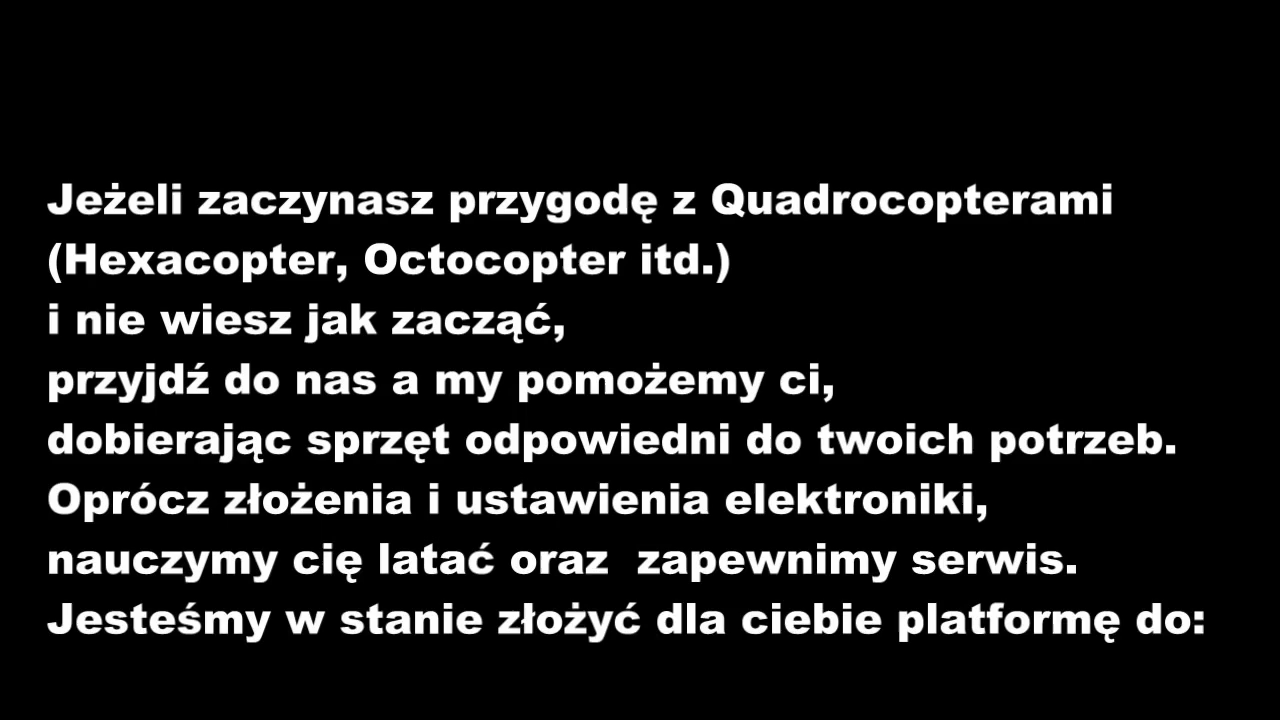 Jeżeli zaczynasz przygodę z Quadrocopterami
(Hexacopter, Octocopter itd.)
i nie wiesz jak zacząć,
przyjdź do nas a my pomożemy ci,
dobierając sprzęt odpowiedni do twoich potrzeb.
Oprócz złożenia i ustawienia elektroniki,
nauczymy cię latać oraz  zapewnimy serwis.
Jesteśmy w stanie złożyć dla ciebie platformę do: